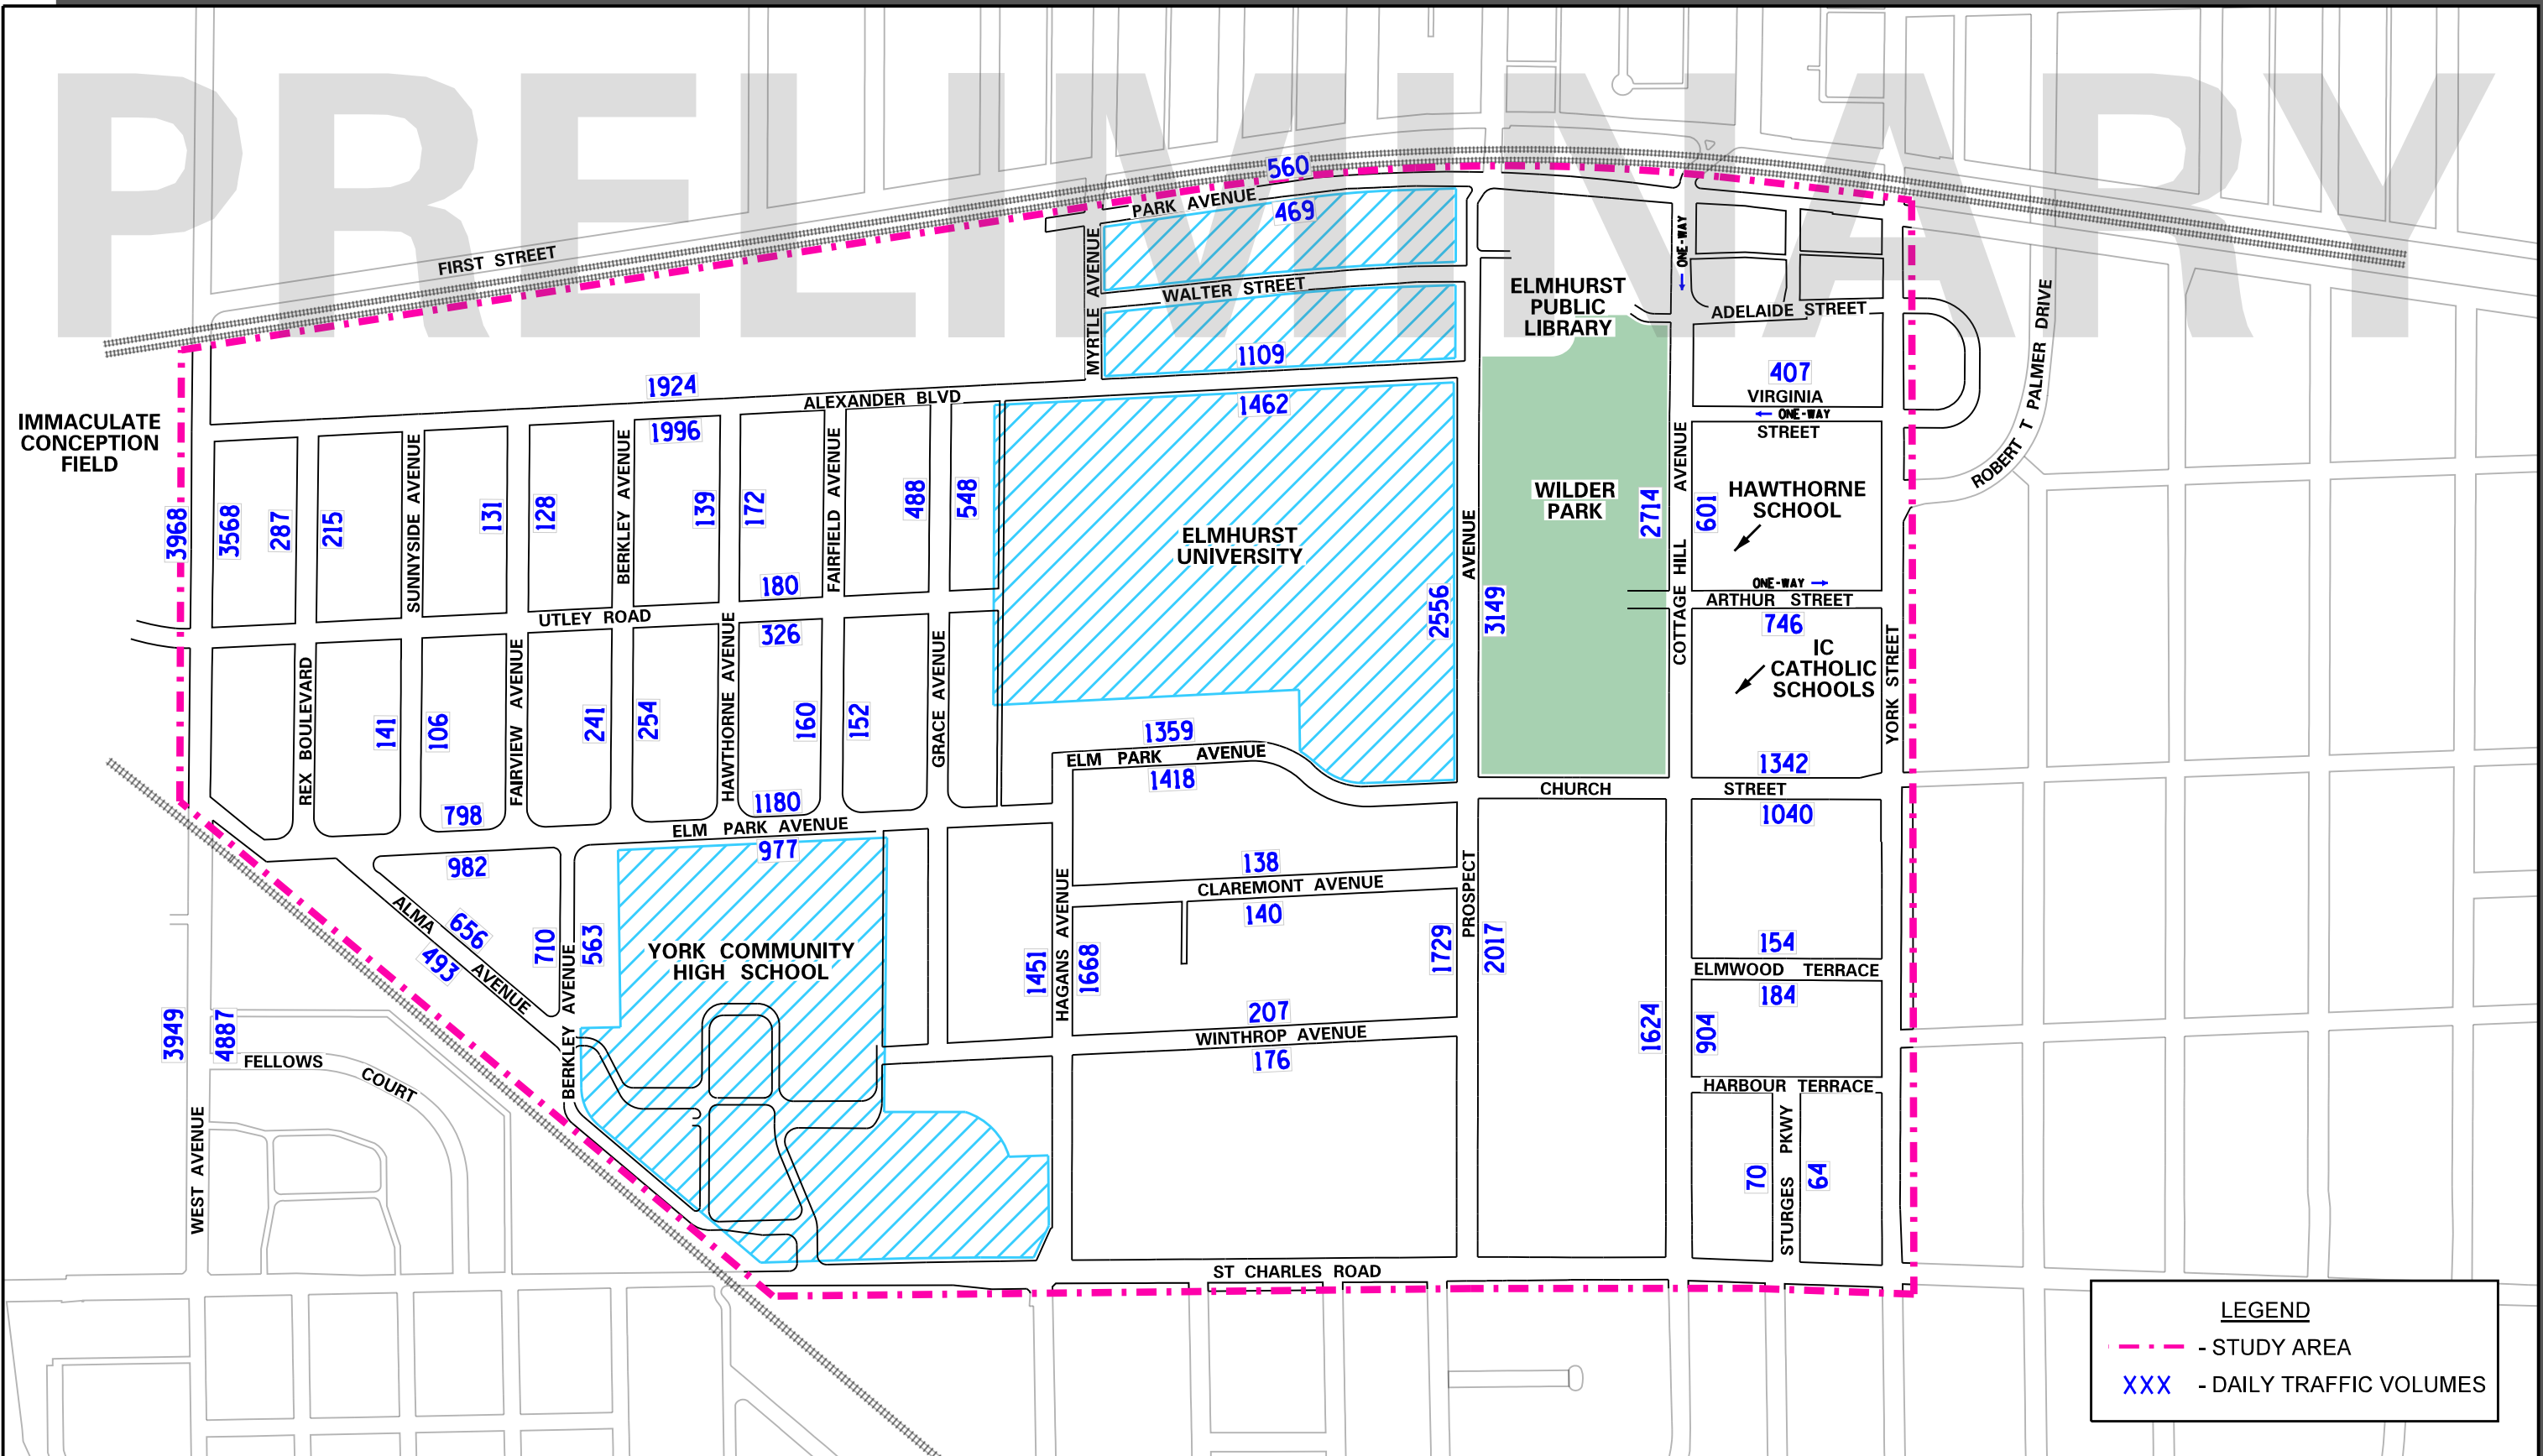 PRELIMINARY
560
PARK AVENUE
469
FIRST STREET
MYRTLE AVENUE
WALTER STREET
1109
ONE-WAY
ELMHURST
PUBLIC
LIBRARY
ADELAIDE STREET
ROBERT T PALMER DRIVE
407
VIRGINIA
ONE-WAY
STREET
1924
ALEXANDER BLVD
1996
1462
IMMACULATE
CONCEPTION
FIELD
3968
3568
287
215
SUNNYSIDE AVENUE
131
128
BERKLEY AVENUE
139
172
FAIRFIELD AVENUE
488
548
ELMHURST
UNIVERSITY
AVENUE
WILDER
PARK
2714
COTTAGE HILL AVENUE
601
HAWTHORNE
SCHOOL
ONE-WAY
ARTHUR STREET
746
IC
CATHOLIC
SCHOOLS
YORK STREET
180
UTLEY ROAD
326
2556
3149
REX BOULEVARD
141
106
FAIRVIEW AVENUE
241
254
HAWTHORNE AVENUE
160
152
GRACE AVENUE
1359
ELM PARK AVENUE
1418
1342
CHURCH STREET
1040
798
1180
ELM PARK AVENUE
977
982
ALMA AVENUE
656
493
710
563
BERKLEY AVENUE
YORK COMMUNITY
HIGH SCHOOL
1451
HAGANS AVENUE
1668
138
CLAREMONT AVENUE
140
1729
PROSPECT
2017
207
WINTHROP AVENUE
176
1624
904
154
ELMWOOD TERRACE
184
HARBOUR TERRACE
70
STURGES PKWY
64
3949
4887
FELLOWS COURT
WEST AVENUE
ST CHARLES ROAD
LEGEND
- STUDY AREA
XXX - DAILY TRAFFIC VOLUMES